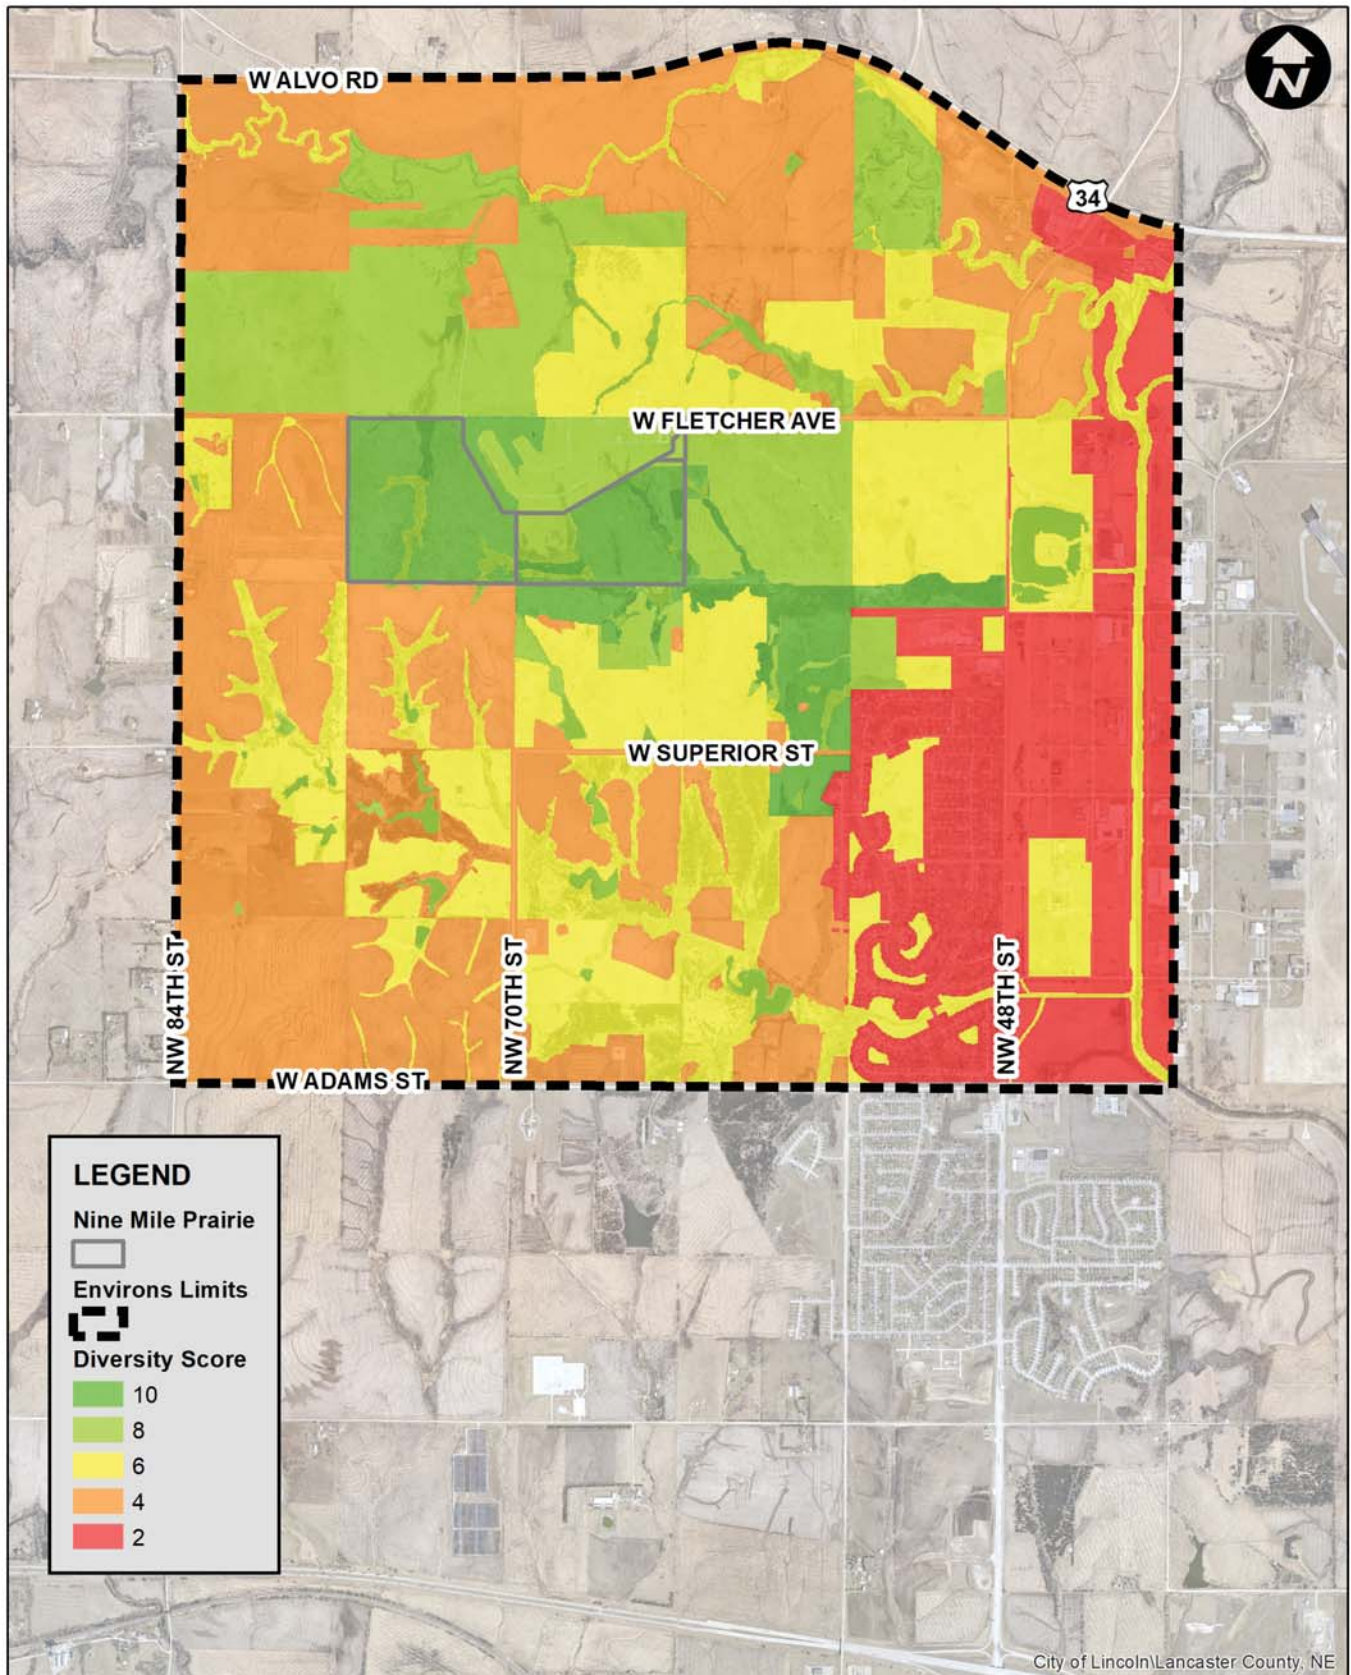 N
W ALVO RD
34
W FLETCHER AVE
W SUPERIOR ST
NW 84TH ST
NW 70TH ST
NW 48TH ST
W ADAMS ST
LEGEND
Nine Mile Prairie
Environs Limits
Diversity Score
10
8
6
4
2
City of Lincoln\Lancaster County, NE